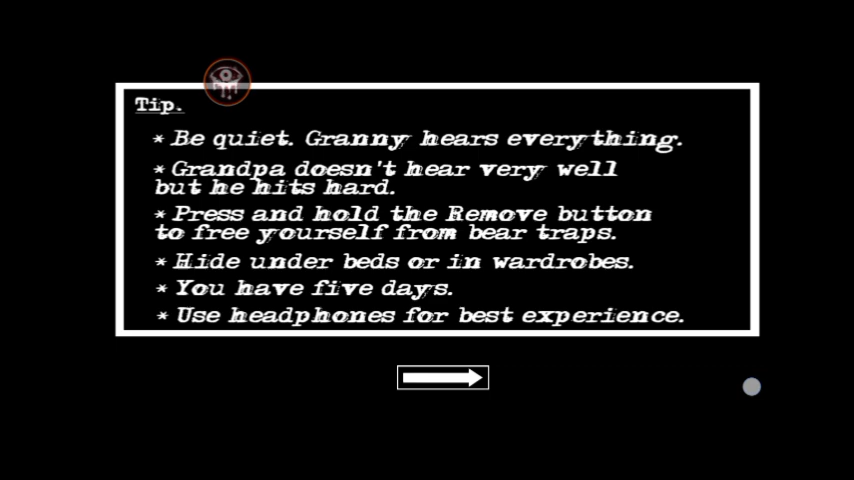 Tip.
* Be quiet. Granny hears everything.
* Grandpa doesn't hear very well
but he hits hard.
* Press and hold the Remove button
to free yourself from bear traps.
* Hide under beds or in wardrobes.
* You have five days.
* Use headphones for best experience.